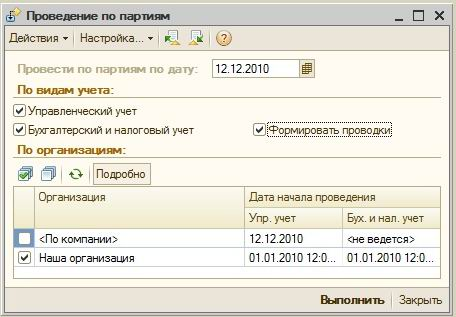 Проведение по партиям
Действия Настройка...
Провести по партиям по дату: 12.12.2010
По видам учета:
Управленческий учет
Бухгалтерский и налоговый учет Формировать проводки
По организациям:
Подробно
Организация Дата начала проведения
Упр. учет Бух. и нал. учет
<По компании> 12.12.2010 <не ведется>
Наша организация 01.01.2010 12:0... 01.01.2010 12:0...
Выполнить Закрыть